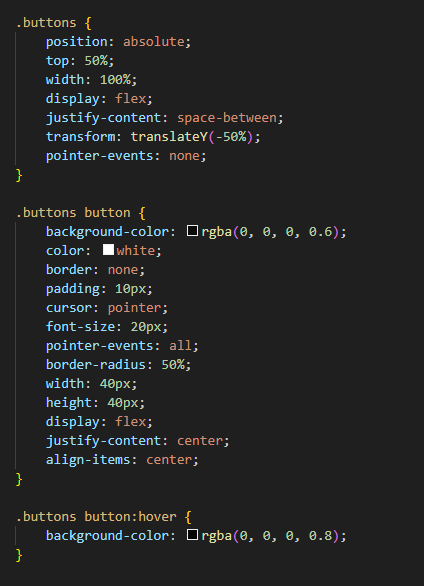 .buttons {
    position: absolute;
    top: 50%;
    width: 100%;
    display: flex;
    justify-content: space-between;
    transform: translateY(-50%);
    pointer-events: none;
}

.buttons button {
    background-color: rgba(0, 0, 0, 0.6);
    color: white;
    border: none;
    padding: 10px;
    cursor: pointer;
    font-size: 20px;
    pointer-events: all;
    border-radius: 50%;
    width: 40px;
    height: 40px;
    display: flex;
    justify-content: center;
    align-items: center;
}

.buttons button:hover {
    background-color: rgba(0, 0, 0, 0.8);
}